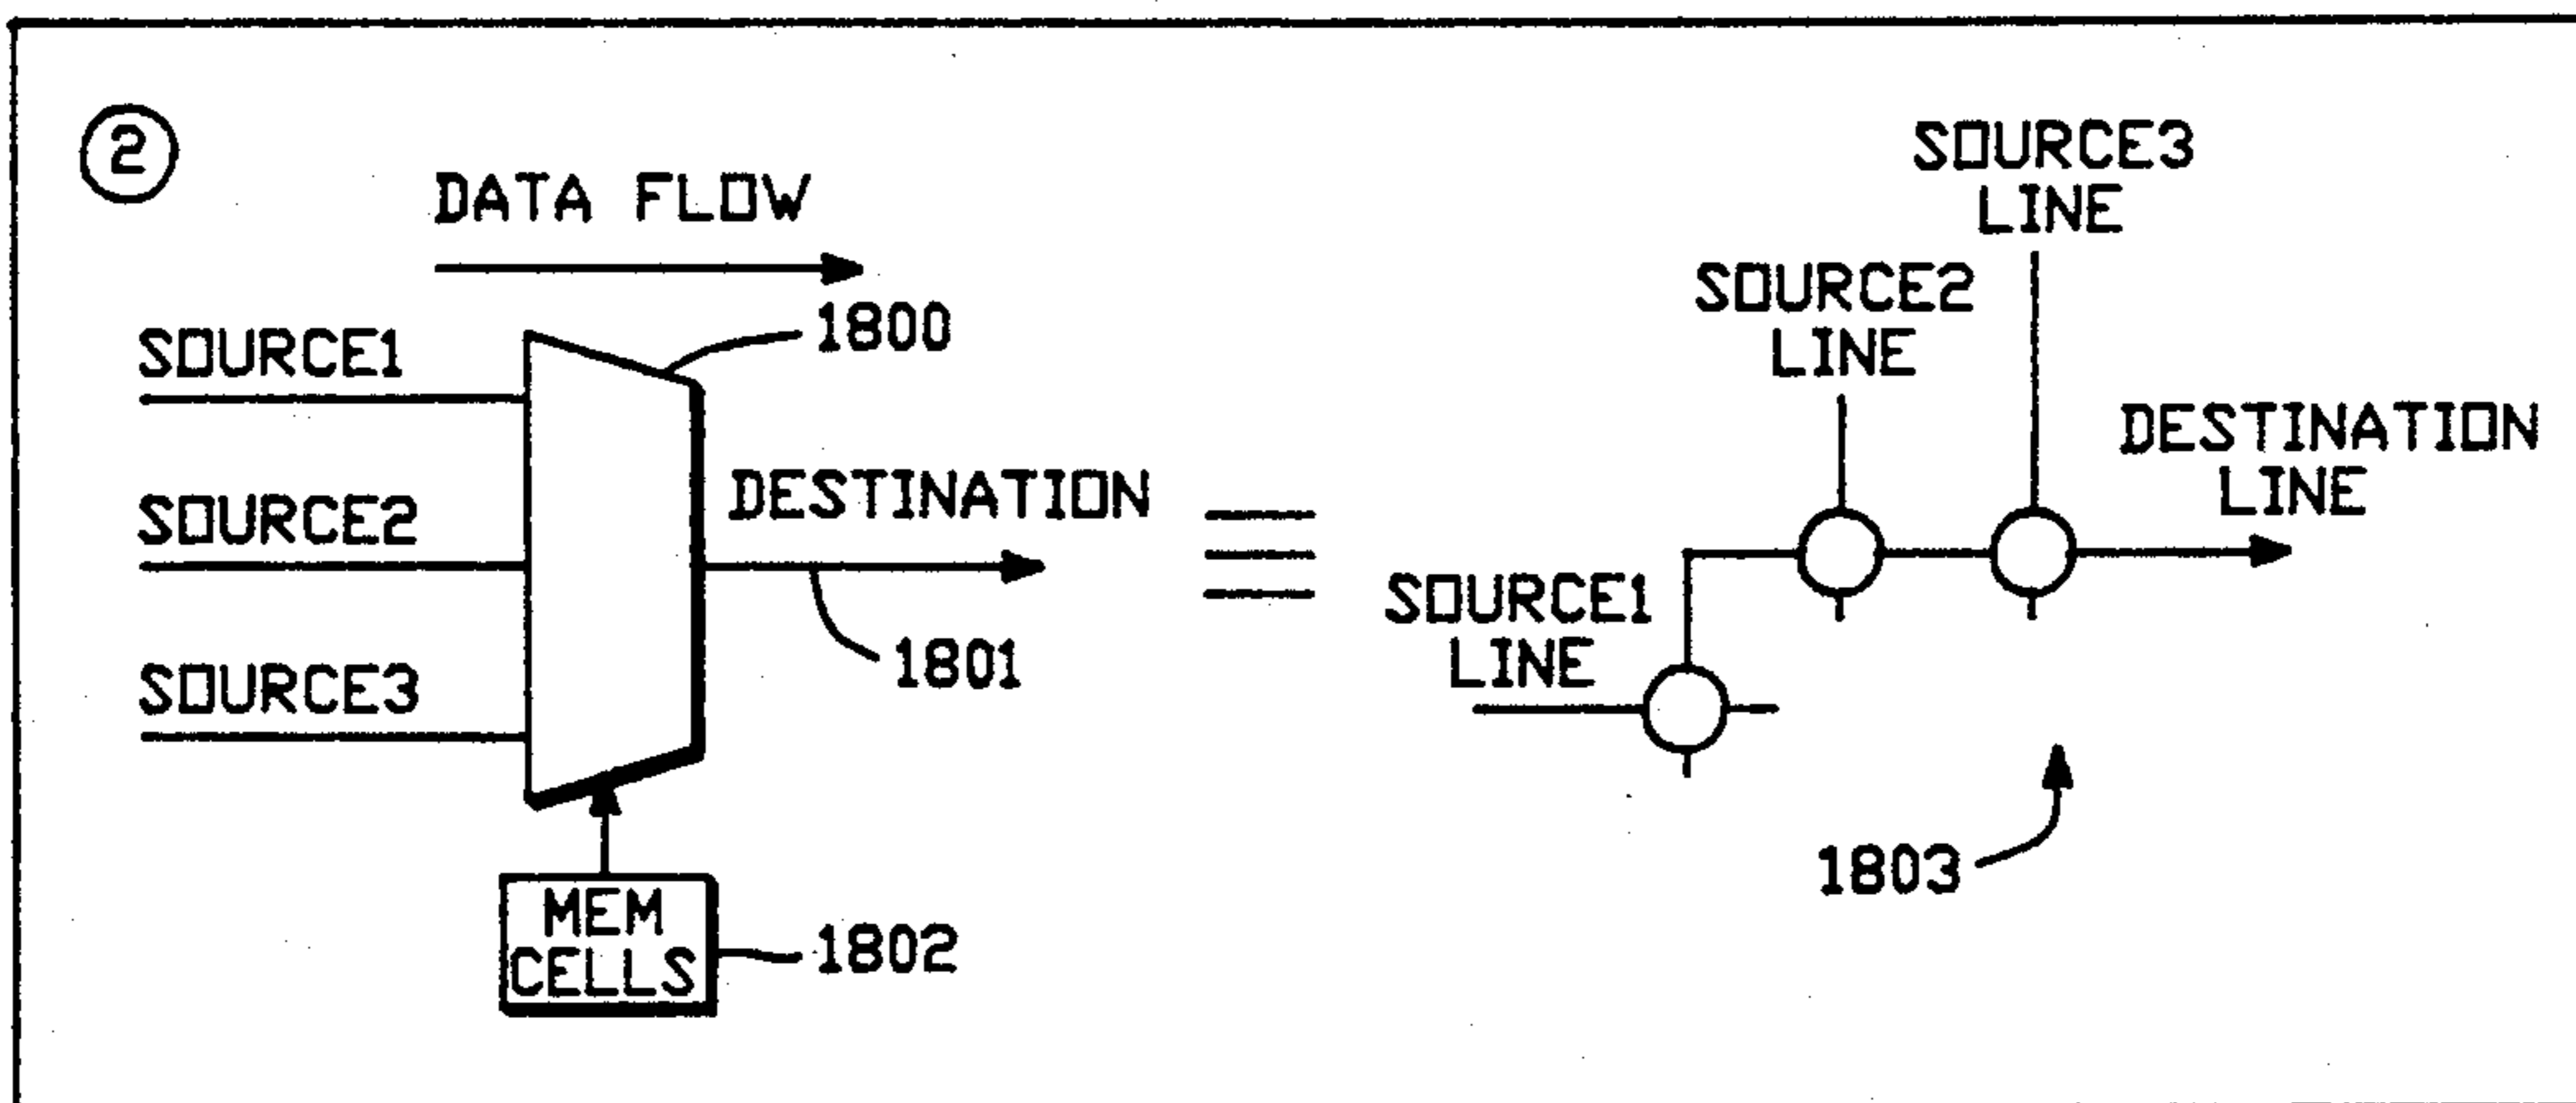 2
DATA FLOW
1800
SOURCE1
SOURCE2
SOURCE3
DESTINATION
1801
MEM
CELLS
1802
SOURCE1
LINE
SOURCE2
LINE
SOURCE3
LINE
DESTINATION
LINE
1803